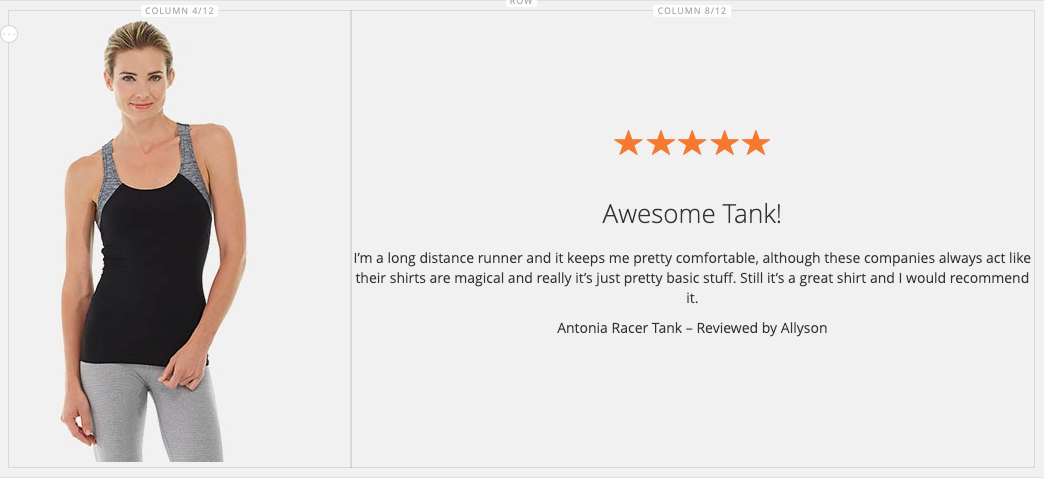 ROW
COLUMN 4/12
COLUMN 8/12
Awesome Tank!
I’m a long distance runner and it keeps me pretty comfortable, although these companies always act like
their shirts are magical and really it’s just pretty basic stuff. Still it’s a great shirt and I would recommend
it.
Antonia Racer Tank – Reviewed by Allyson